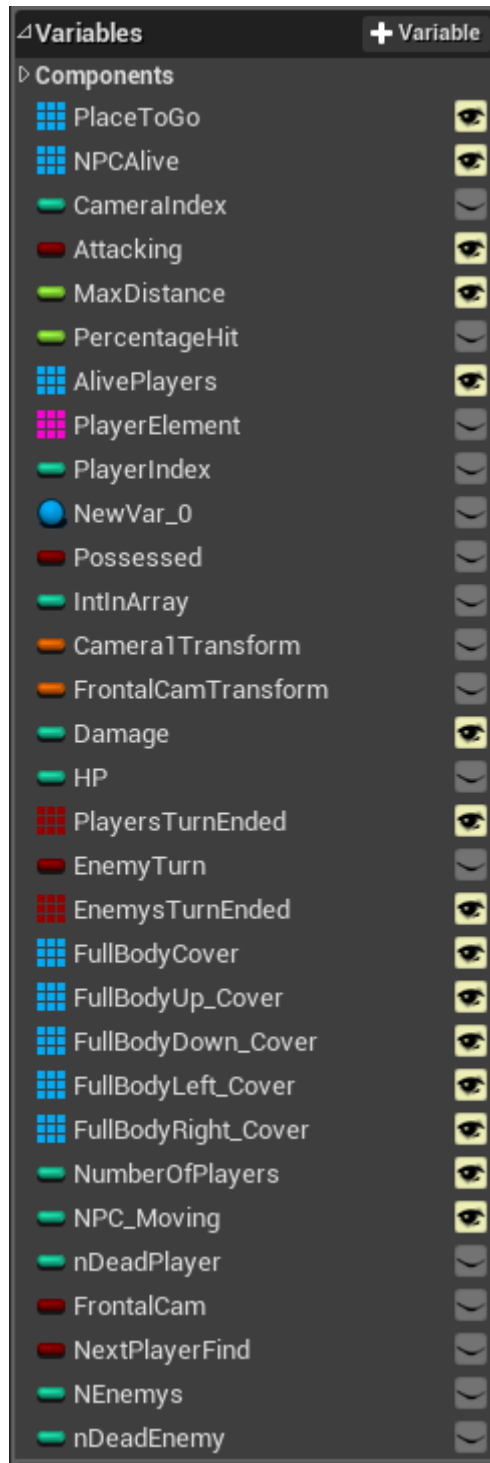 Variables + Variable
Components
PlaceToGo
NPCAlive
CameraIndex
Attacking
MaxDistance
PercentageHit
AlivePlayers
PlayerElement
PlayerIndex
NewVar_0
Possessed
IntInArray
Camera1Transform
FrontalCamTransform
Damage
HP
PlayersTurnEnded
EnemyTurn
EnemysTurnEnded
FullBodyCover
FullBodyUp_Cover
FullBodyDown_Cover
FullBodyLeft_Cover
FullBodyRight_Cover
NumberOfPlayers
NPC_Moving
nDeadPlayer
FrontalCam
NextPlayerFind
NEnemys
nDeadEnemy